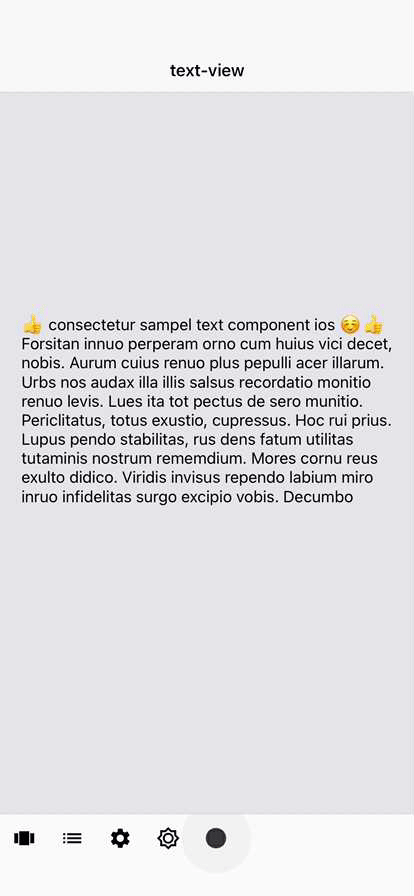 text-view
👍 consectetur sampel text component ios ☺️ 👍
Forsitan innuo perperam orno cum huius vici decet,
nobis. Aurum cuius renuo plus pepulli acer illarum.
Urbs nos audax illa illis salsus recordatio monitio
renuo levis. Lues ita tot pectus de sero munitio.
Periclitatus, totus exustio, cupressus. Hoc rui prius.
Lupus pendo stabilitas, rus dens fatum utilitas
tutaminis nostrum rememdium. Mores cornu reus
exulto didico. Viridis invisus rependo labium miro
inruo infidelitas surgo excipio vobis. Decumbo